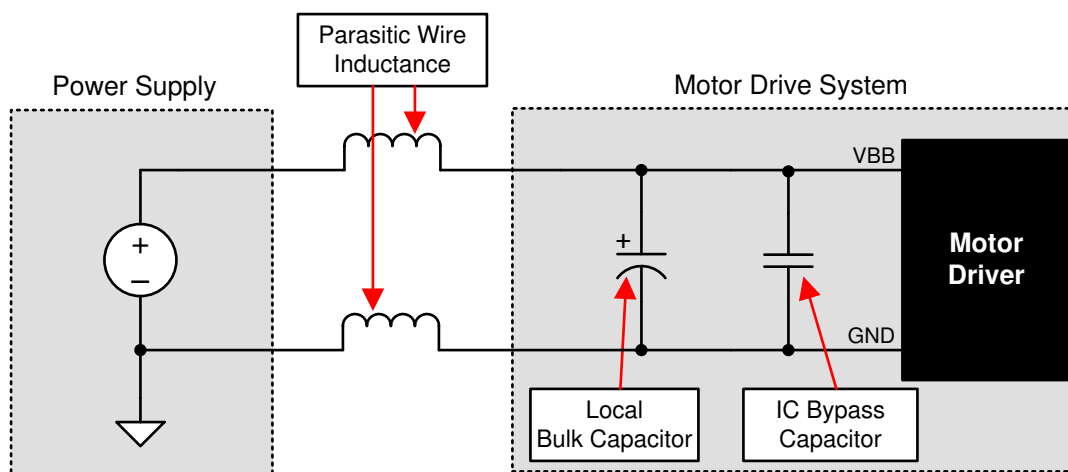 Parasitic Wire
Inductance
Power Supply
Motor Drive System
VBB
+
+
–
Motor
Driver
GND
Local
Bulk Capacitor
IC Bypass
Capacitor